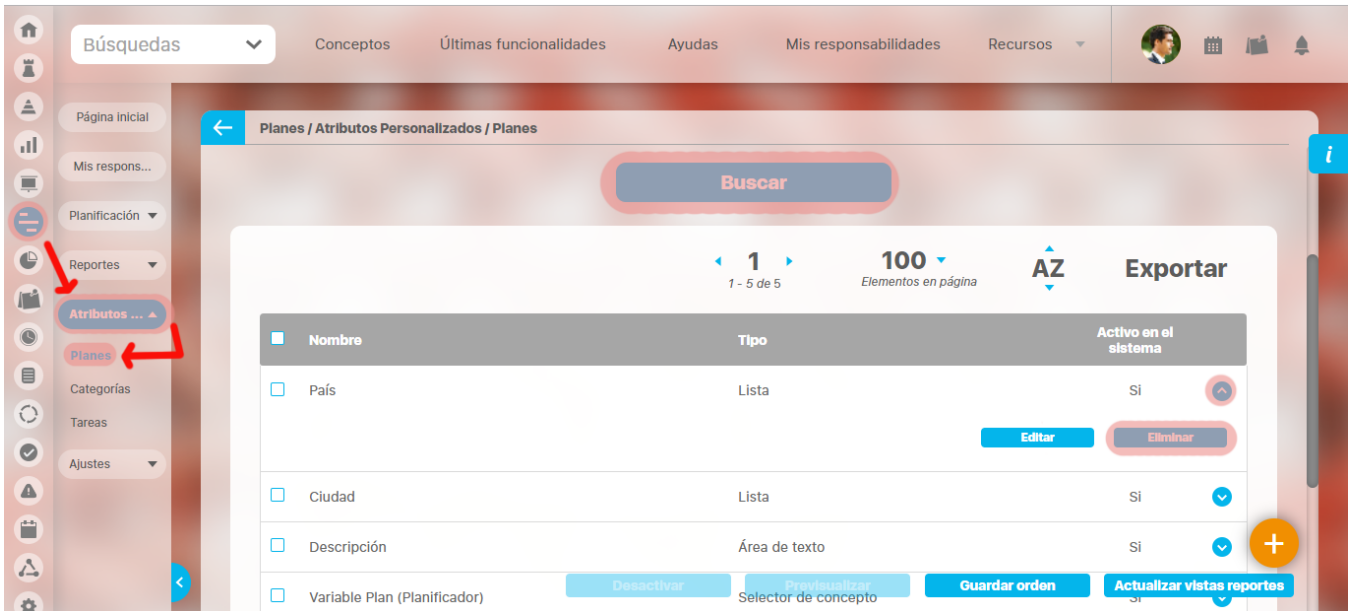 Búsquedas
Conceptos
Últimas funcionalidades
Ayudas
Mis responsabilidades
Recursos
Página inicial
Mis respons...
Planificación
Reportes
Atributos ...
Planes
Categorías
Tareas
Ajustes
Planes / Atributos Personalizados / Planes
i
Buscar
1
1 - 5 de 5
100
Elementos en página
AZ
Exportar
Nombre
Tipo
Activo en el
sistema
País
Lista
Si
Editar
Eliminar
Ciudad
Lista
Si
Descripción
Área de texto
Si
Desactivar
Previsualizar
Guardar orden
Actualizar vistas reportes
Variable Plan (Planificador)
Selector de concepto
Si